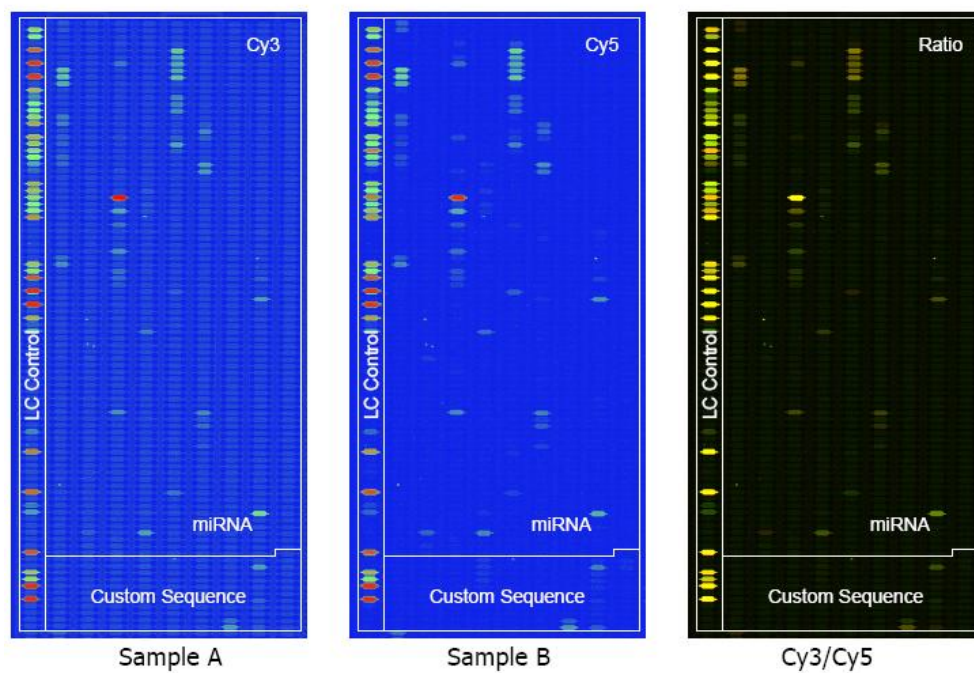 Cy3
LC Control
miRNA
Custom Sequence
Sample A
Cy5
LC Control
miRNA
Custom Sequence
Sample B
Ratio
LC Control
miRNA
Custom Sequence
Cy3/Cy5